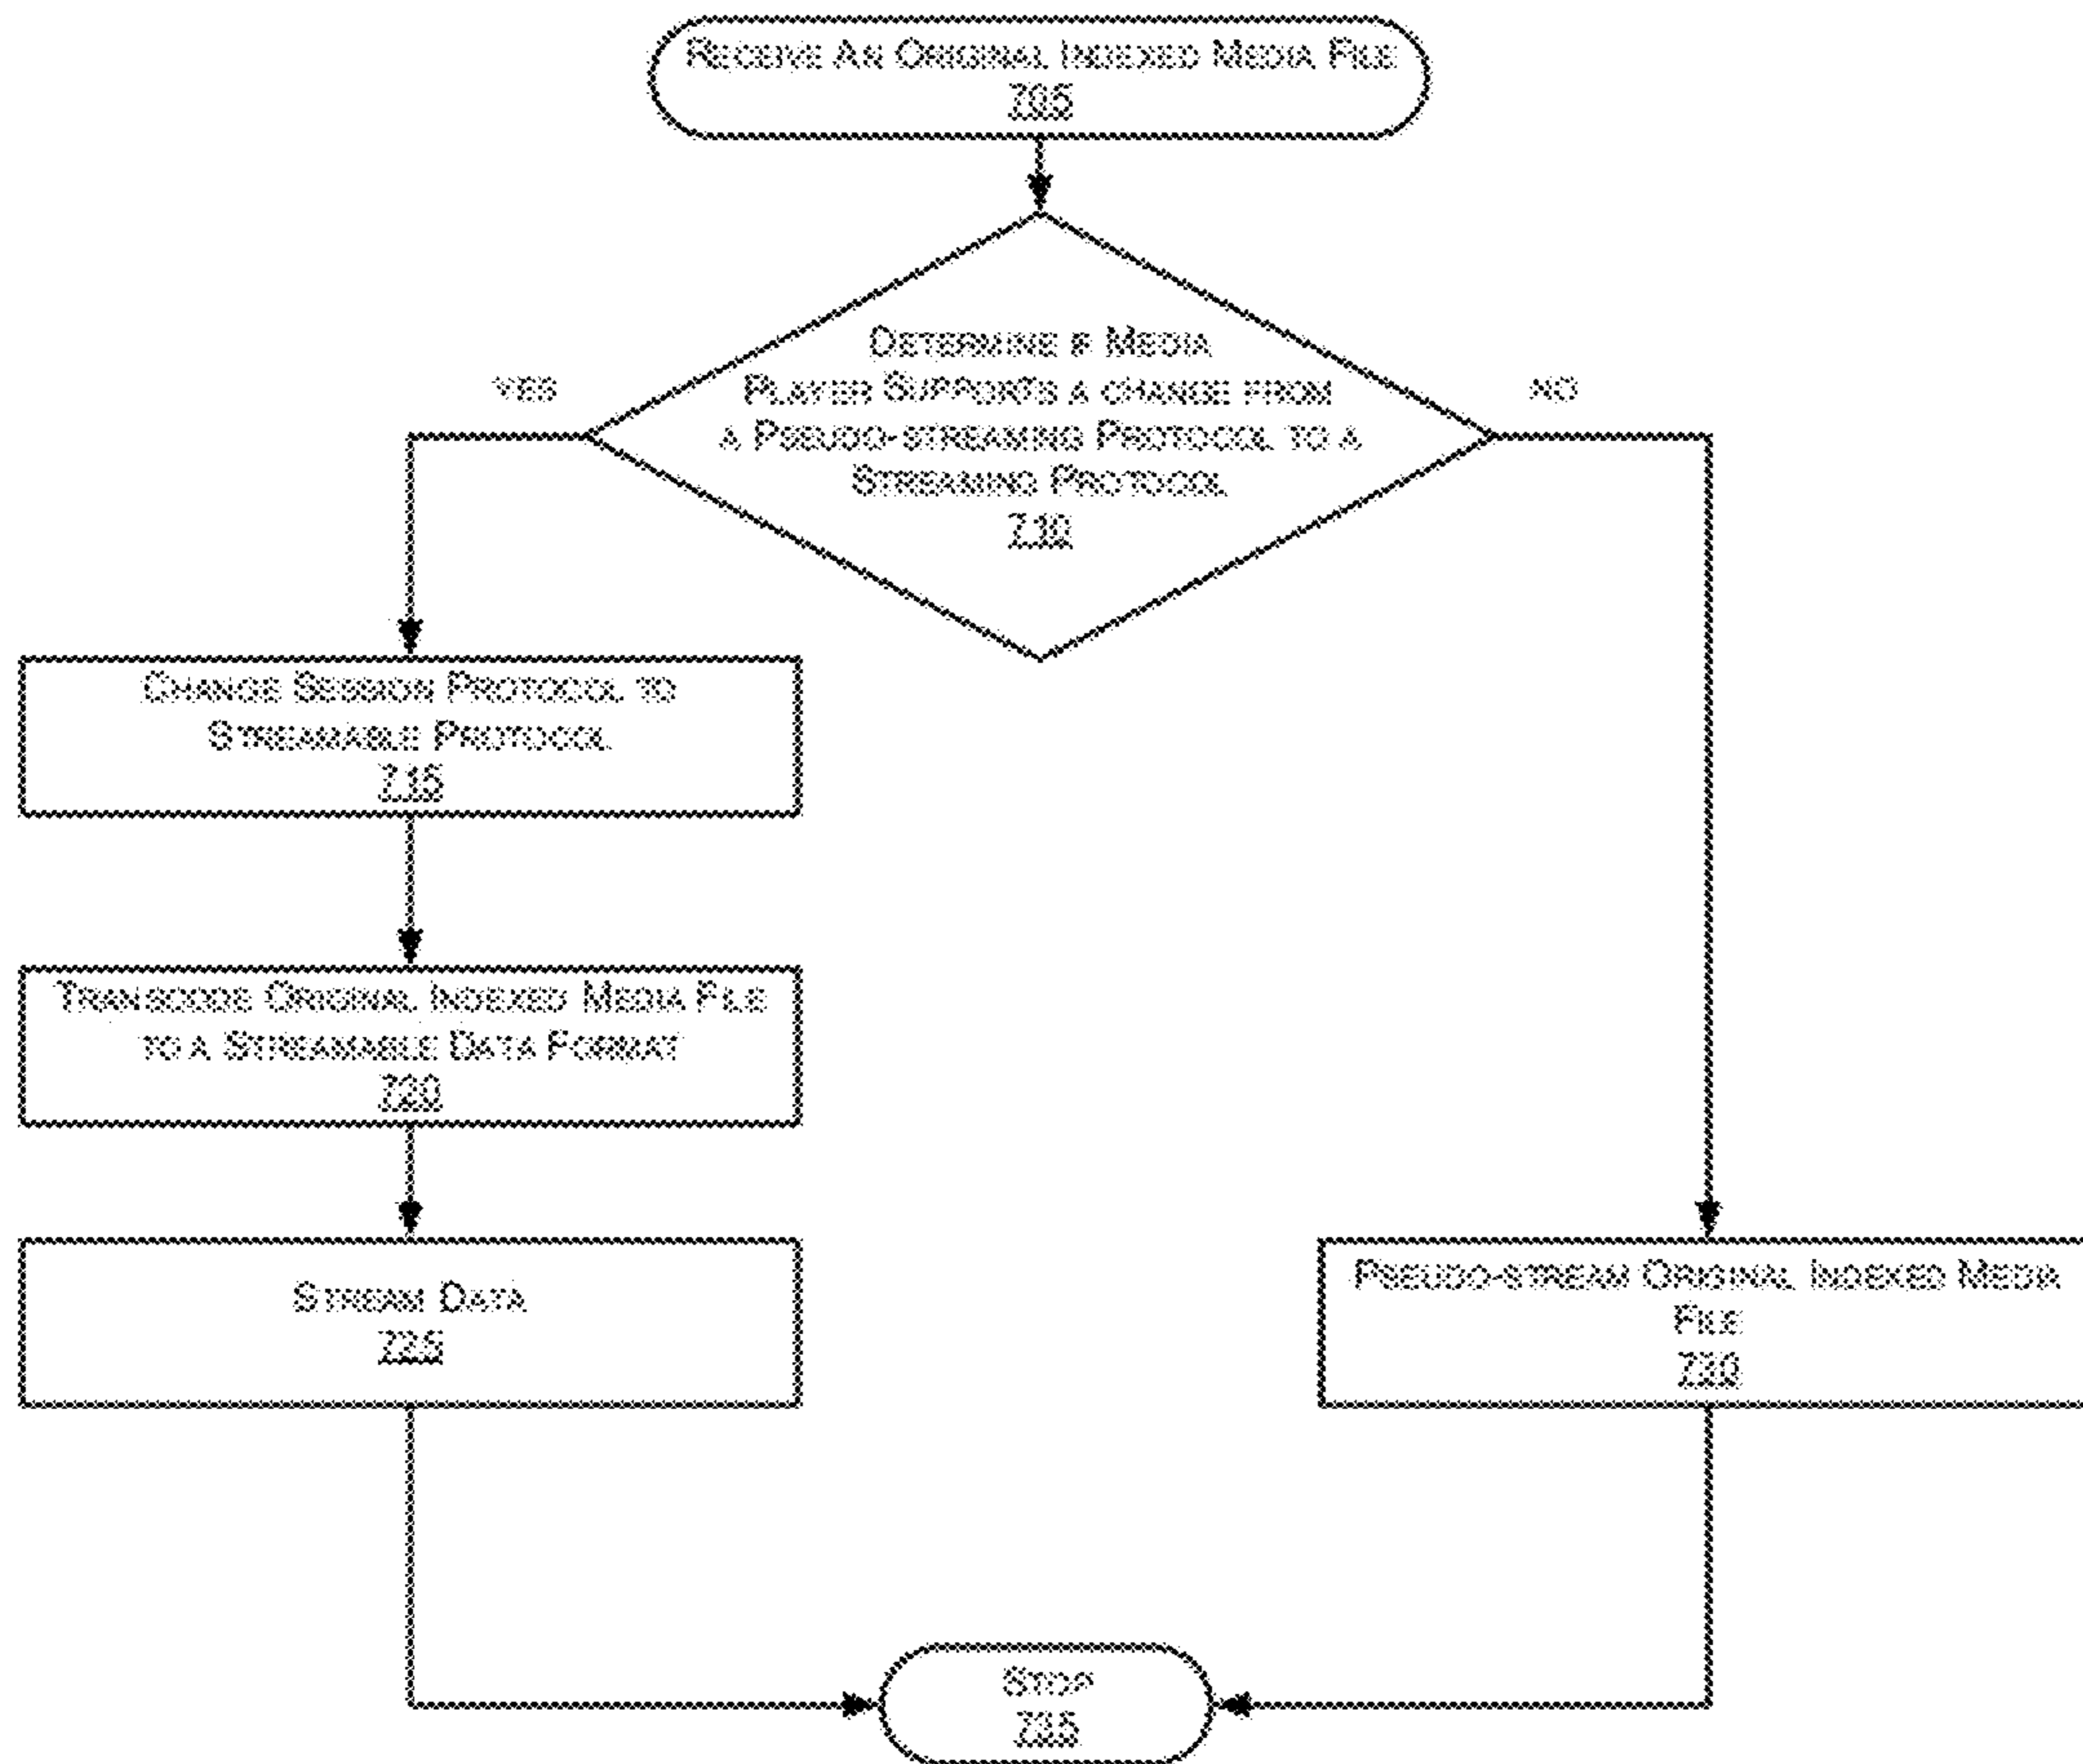 RECEIVE AN ORIGINAL INDEXED MEDIA FILE
705
DETERMINE IF MEDIA
PLAYER SUPPORTS A CHANGE FROM
A PSEUDO-STREAMING PROTOCOL TO A
STREAMING PROTOCOL
710
YES
NO
CHANGE SESSION PROTOCOL TO
STREAMABLE PROTOCOL
715
TRANSCODE ORIGINAL INDEXED MEDIA FILE
TO A STREAMABLE DATA FORMAT
720
STREAM DATA
725
PSEUDO-STREAM ORIGINAL INDEXED MEDIA
FILE
730
STOP
735